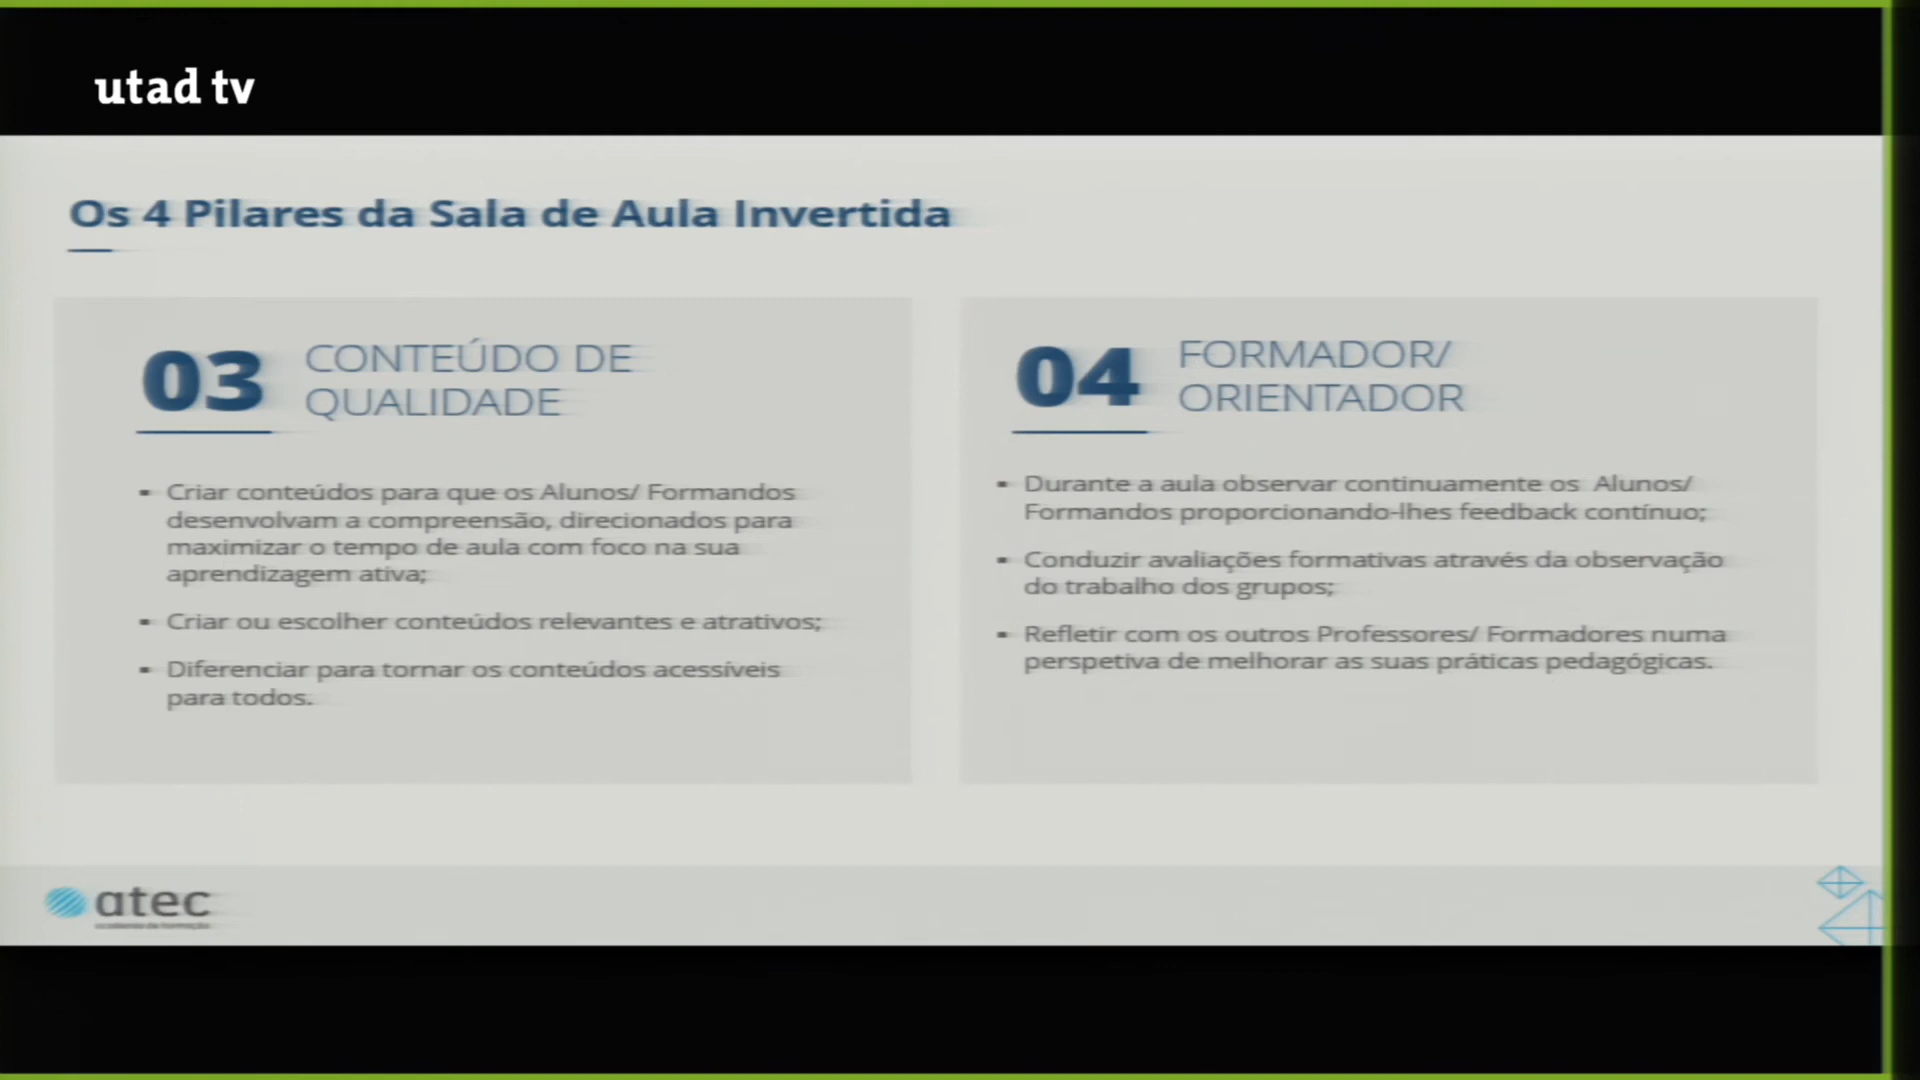 utad tv
Os 4 Pilares da Sala de Aula Invertida
03
CONTEÚDO DE
QUALIDADE
▪ Criar conteúdos para que os Alunos/ Formandos
desenvolvam a compreensão, direcionados para
maximizar o tempo de aula com foco na sua
aprendizagem ativa;
▪ Criar ou escolher conteúdos relevantes e atrativos;
▪ Diferenciar para tornar os conteúdos acessíveis
para todos.
04
FORMADOR/
ORIENTADOR
▪ Durante a aula observar continuamente os Alunos/
Formandos proporcionando-lhes feedback contínuo;
▪ Conduzir avaliações formativas através da observação
do trabalho dos grupos;
▪ Refletir com os outros Professores/ Formadores numa
perspetiva de melhorar as suas práticas pedagógicas.
atec
academia de formação